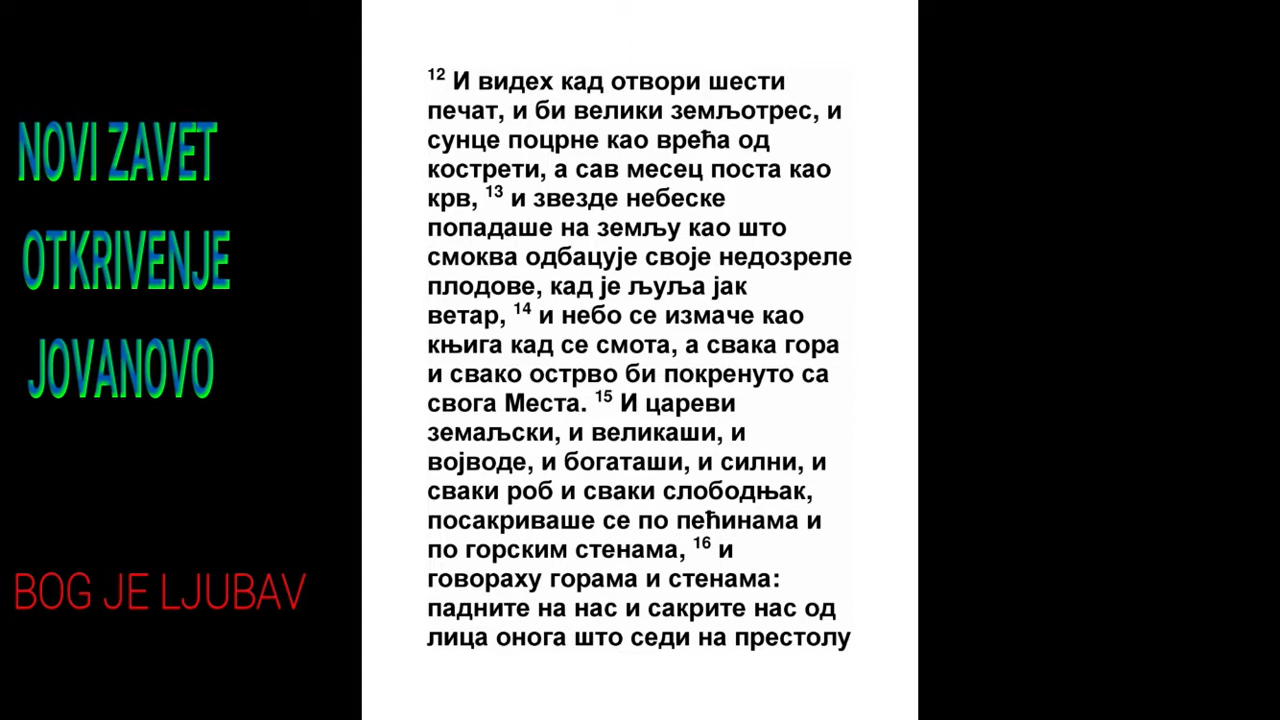 NOVI ZAVET
OTKRIVENJE
JOVANOVO
BOG JE LJUBAV
12 И видех кад отвори шести
печат, и би велики земљотрес, и
сунце поцрне као врећа од
кострети, а сав месец поста као
крв, 13 и звезде небеске
попадаше на земљу као што
смоква одбацује своје недозреле
плодове, кад је љуља јак
ветар, 14 и небо се измаче као
књига кад се смота, а свака гора
и свако острво би покренуто са
свога Места. 15 И цареви
земаљски, и великаши, и
војводе, и богаташи, и силни, и
сваки роб и сваки слободњак,
посакриваше се по пећинама и
по горским стенама, 16 и
говораху горама и стенама:
падните на нас и сакрите нас од
лица онога што седи на престолу